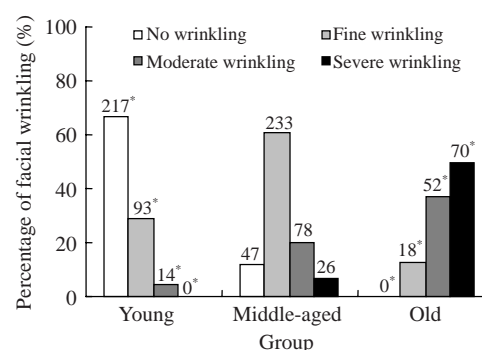 Percentage of facial wrinkling (%)
100
80
60
40
20
0
No wrinkling
Fine wrinkling
Moderate wrinkling
Severe wrinkling
217*
93*
14*
0*
47
233
78
26
0*
18*
52*
70*
Young
Middle-aged
Old
Group